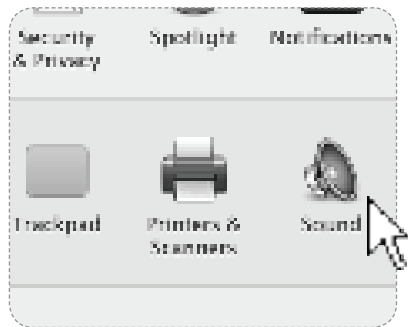 Security Spotlight Notifications
& Privacy
Trackpad Printers & Sound
Scanners